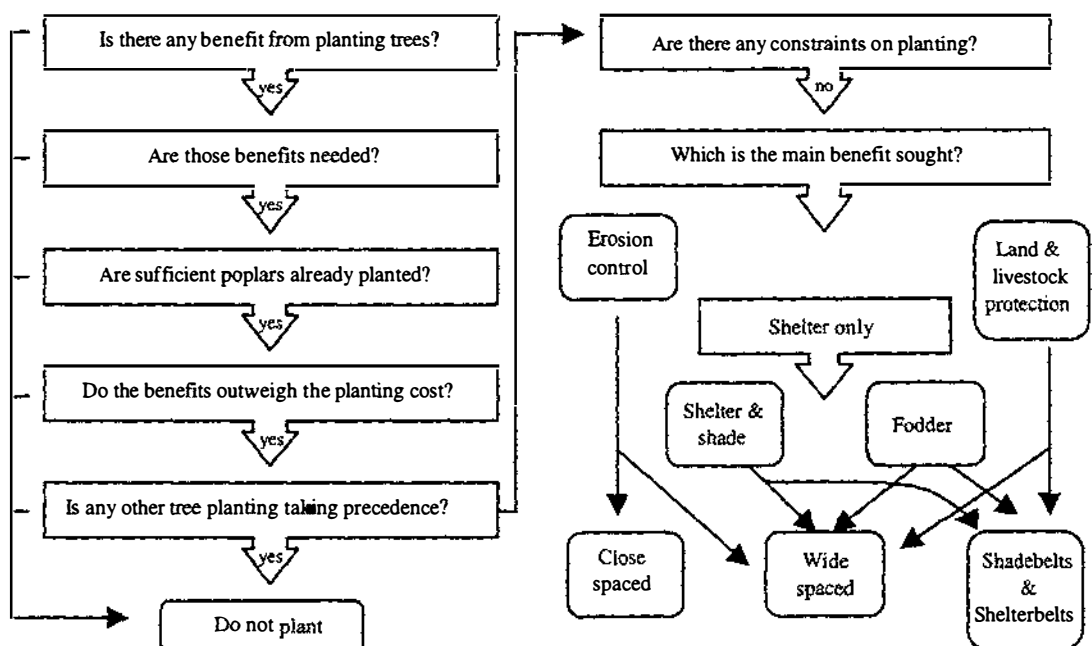 Is there any benefit from planting trees?
yes
Are those benefits needed?
yes
Are sufficient poplars already planted?
yes
Do the benefits outweigh the planting cost?
yes
Is any other tree planting taking precedence?
yes
Do not plant
Are there any constraints on planting?
no
Which is the main benefit sought?
Erosion
control
Land &
livestock
protection
Shelter only
Shelter &
shade
Fodder
Close
spaced
Wide
spaced
Shadebelts
&
Shelterbelts